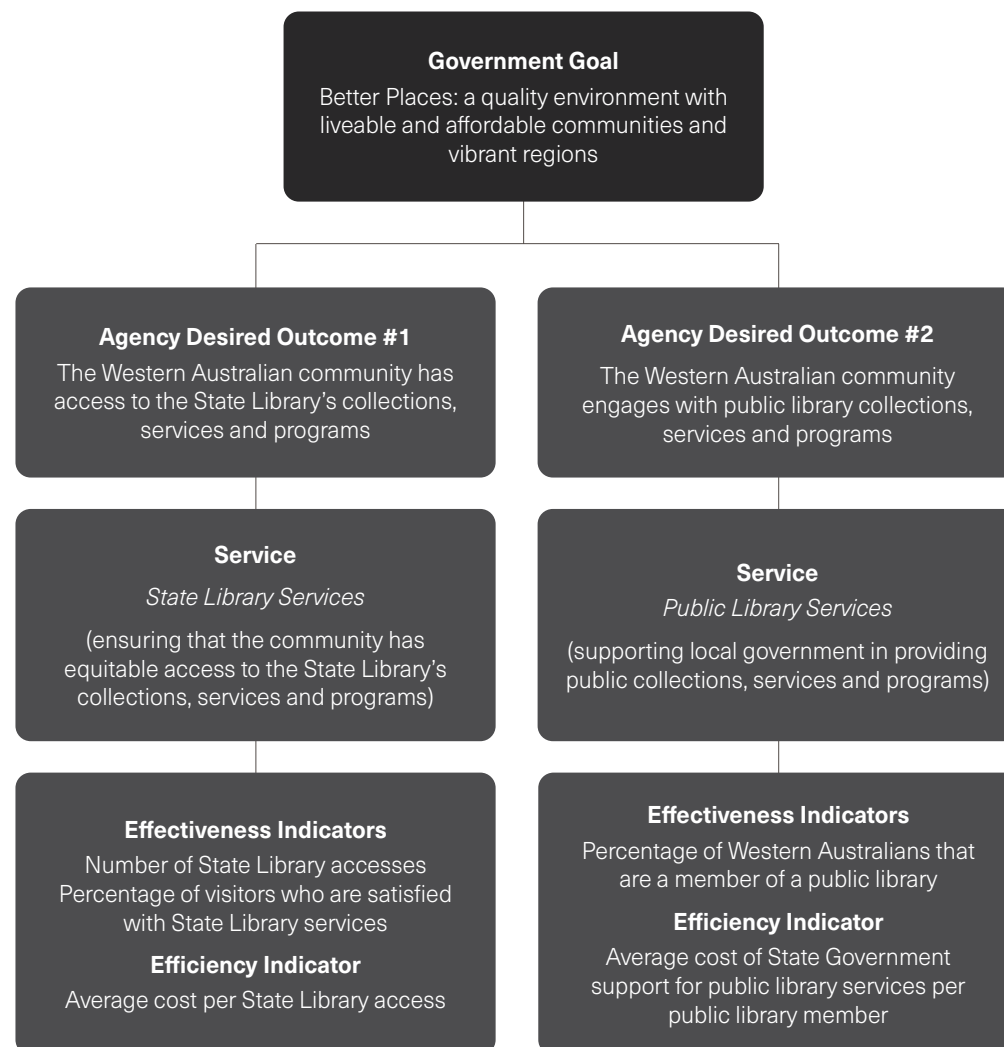 Government Goal
Better Places: a quality environment with
liveable and affordable communities and
vibrant regions
Agency Desired Outcome #1
The Western Australian community has
access to the State Library’s collections,
services and programs
Agency Desired Outcome #2
The Western Australian community
engages with public library collections,
services and programs
Service
State Library Services
(ensuring that the community has
equitable access to the State Library’s
collections, services and programs)
Service
Public Library Services
(supporting local government in providing
public collections, services and programs)
Effectiveness Indicators
Number of State Library accesses
Percentage of visitors who are satisfied
with State Library services
Efficiency Indicator
Average cost per State Library access
Effectiveness Indicators
Percentage of Western Australians that
are a member of a public library
Efficiency Indicator
Average cost of State Government
support for public library services per
public library member